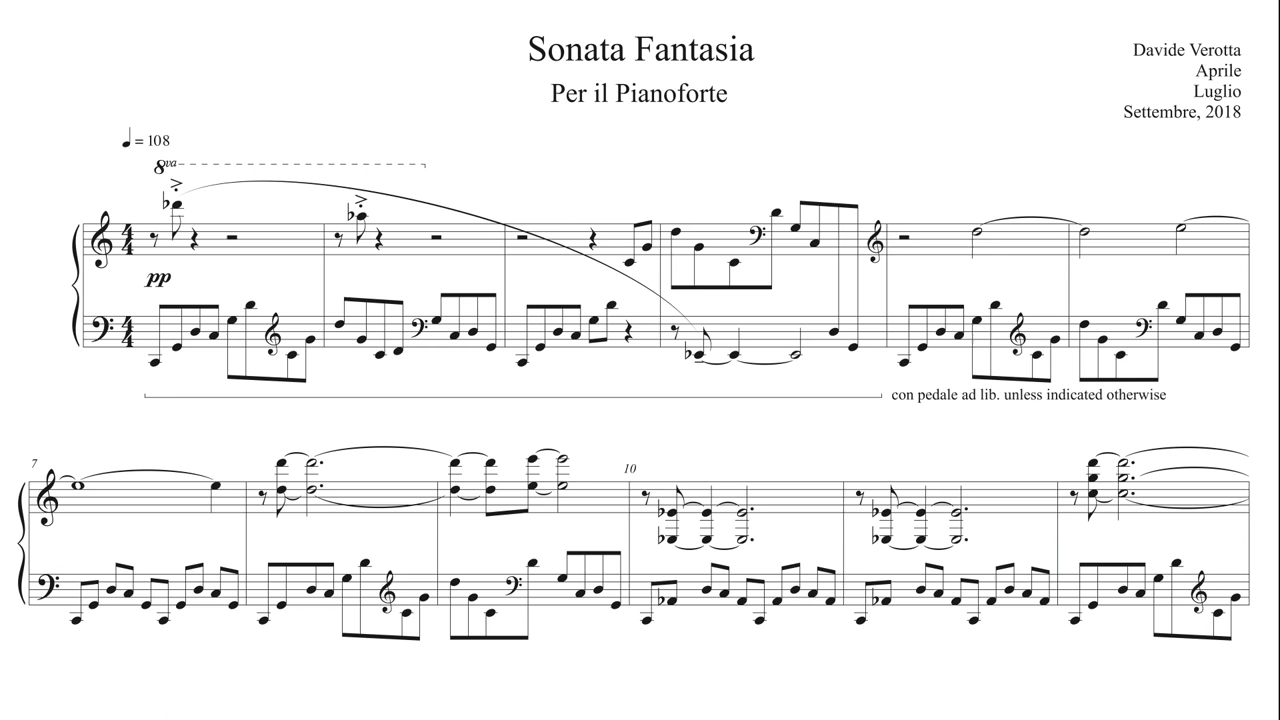 Sonata Fantasia
Per il Pianoforte
Davide Verotta
Aprile
Luglio
Settembre, 2018
♩ = 108
8va
pp
con pedale ad lib. unless indicated otherwise
7
10